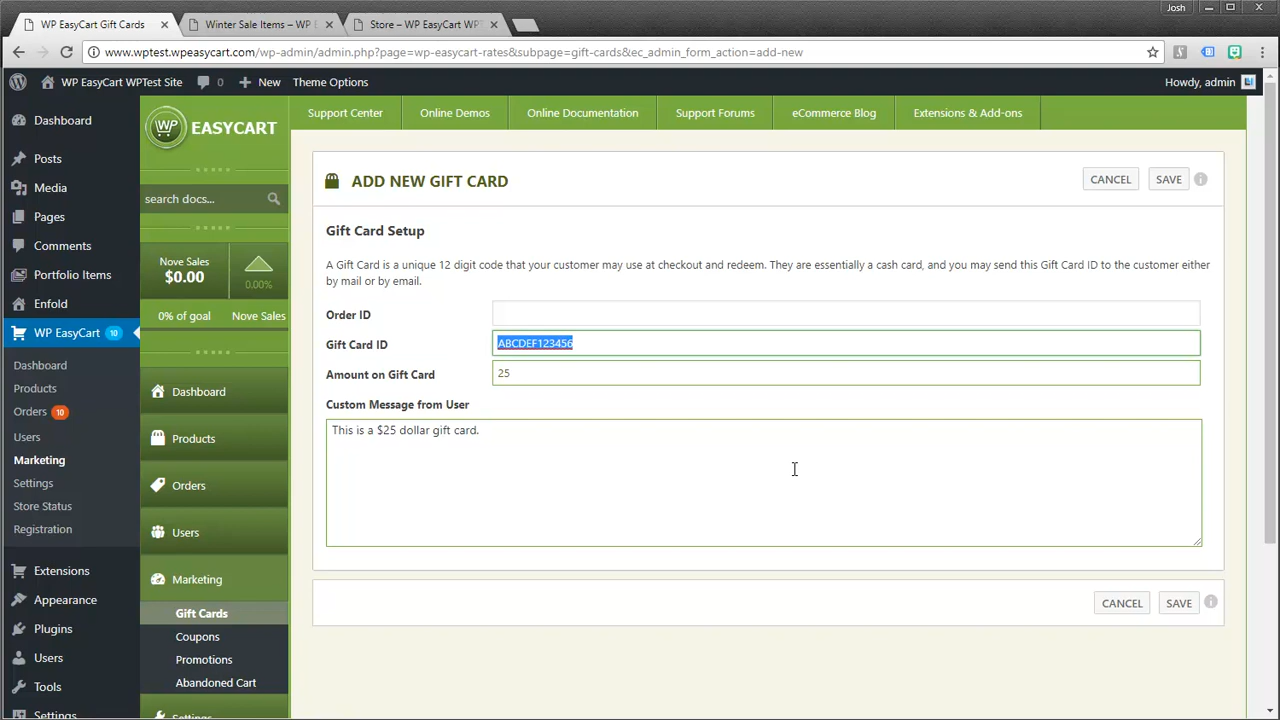 Josh
WP EasyCart Gift Cards
Winter Sale Items – WP E
Store – WP EasyCart WPT
www.wptest.wpeasycart.com/wp-admin/admin.php?page=wp-easycart-rates&subpage=gift-cards&ec_admin_form_action=add-new
WP EasyCart WPTest Site
0
New
Theme Options
Howdy, admin
Dashboard
Posts
Media
Pages
Comments
Portfolio Items
Enfold
WP EasyCart 10
Dashboard
Products
Orders 10
Users
Marketing
Settings
Store Status
Registration
Extensions
Appearance
Plugins
Users
Tools
Settings
WP EASYCART
search docs...
Nove Sales
$0.00
0.00%
0% of goal
Nove Sales
Dashboard
Products
Orders
Users
Marketing
Gift Cards
Coupons
Promotions
Abandoned Cart
Settings
Support Center
Online Demos
Online Documentation
Support Forums
eCommerce Blog
Extensions & Add-ons
ADD NEW GIFT CARD
CANCEL
SAVE
Gift Card Setup
A Gift Card is a unique 12 digit code that your customer may use at checkout and redeem. They are essentially a cash card, and you may send this Gift Card ID to the customer either
by mail or by email.
Order ID
Gift Card ID
ABCDEF123456
Amount on Gift Card
25
Custom Message from User
This is a $25 dollar gift card.
CANCEL
SAVE